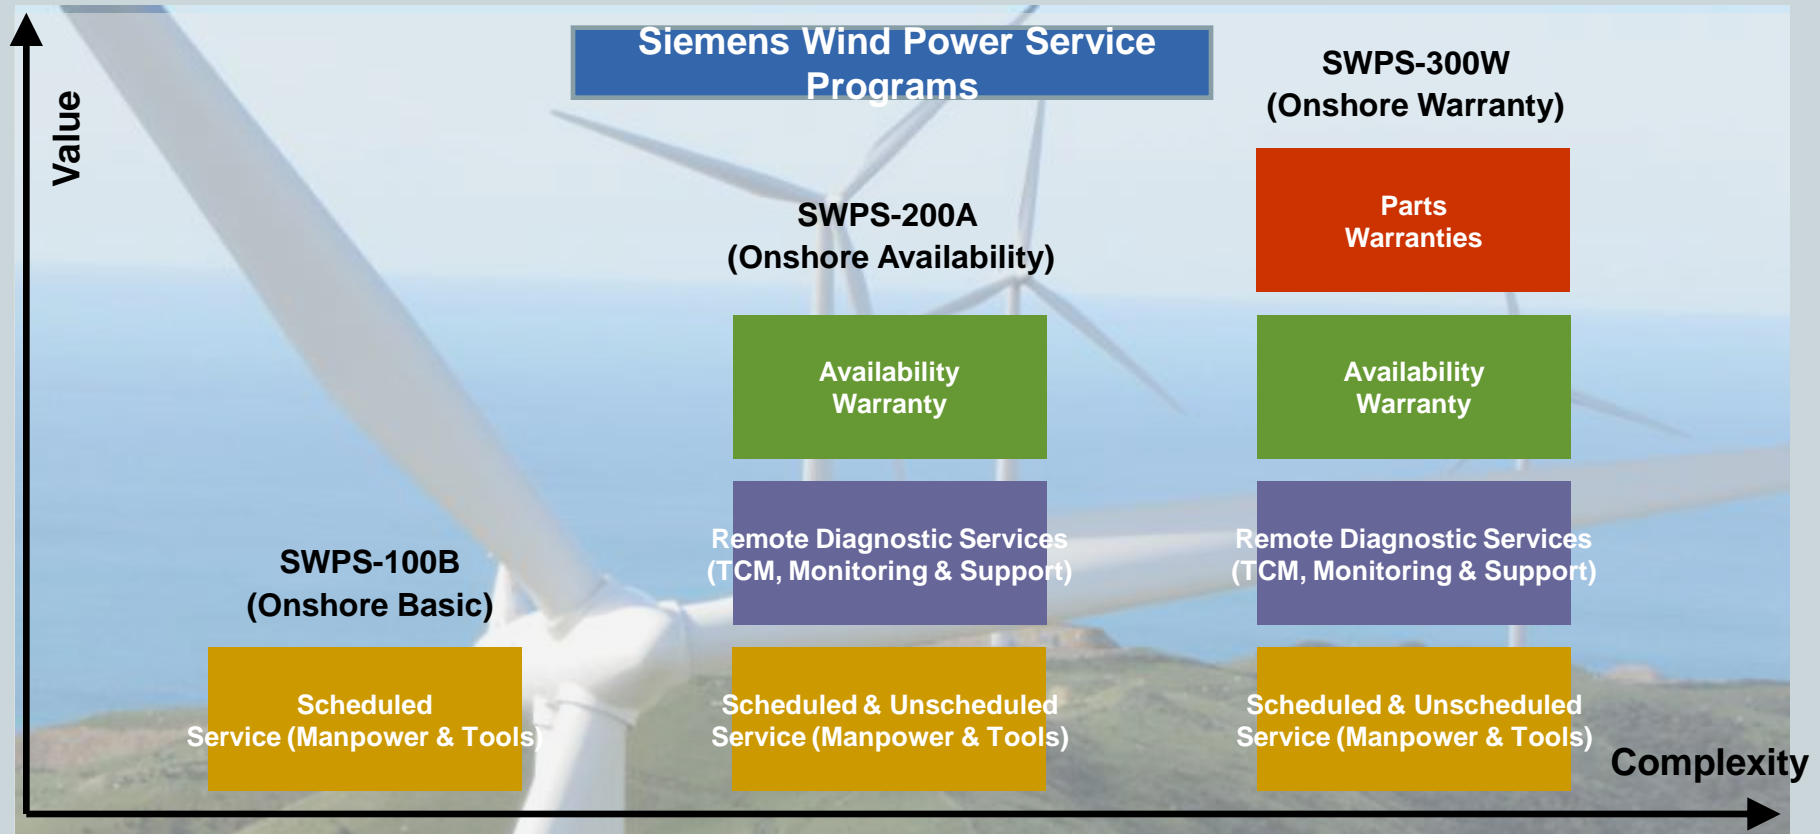 Siemens Wind Power Service
Programs
Value
SWPS-300W
(Onshore Warranty)
Parts
Warranties
Availability
Warranty
Remote Diagnostic Services
(TCM, Monitoring & Support)
Scheduled & Unscheduled
Service (Manpower & Tools)
SWPS-200A
(Onshore Availability)
Availability
Warranty
Remote Diagnostic Services
(TCM, Monitoring & Support)
Scheduled & Unscheduled
Service (Manpower & Tools)
SWPS-100B
(Onshore Basic)
Scheduled
Service (Manpower & Tools)
Complexity